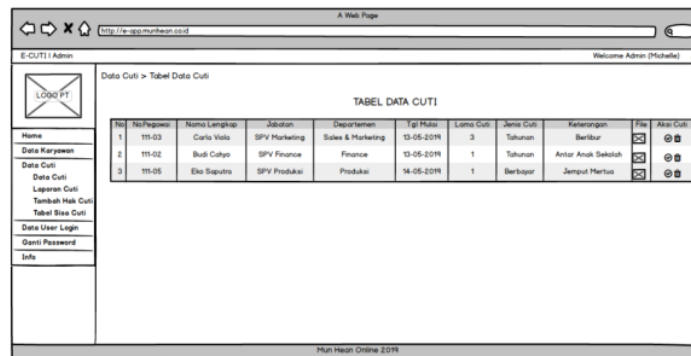 A Web Page
http://e-app.munhean.co.id
E-CUTI | Admin
Welcome Admin (Michelle)
LOGO PT
Data Cuti > Tabel Data Cuti
TABEL DATA CUTI
No No.Pegawai Nama Lengkap Jabatan Departemen Tgl Mulai Lama Cuti Jenis Cuti Keterangan File Aksi Cuti
1 111-03 Carla Viola SPV Marketing Sales & Marketing 13-05-2019 3 Tahunan Berlibur
2 111-02 Budi Cahyo SPV Finance Finance 13-05-2019 1 Tahunan Antar Anak Sekolah
3 111-05 Eko Saputra SPV Produksi Produksi 14-05-2019 1 Berbayar Jemput Mertua
Home
Data Karyawan
Data Cuti
Data Cuti
Laporan Cuti
Tambah Hak Cuti
Tabel Sisa Cuti
Data User Login
Ganti Password
Info
Mun Hean Online 2019